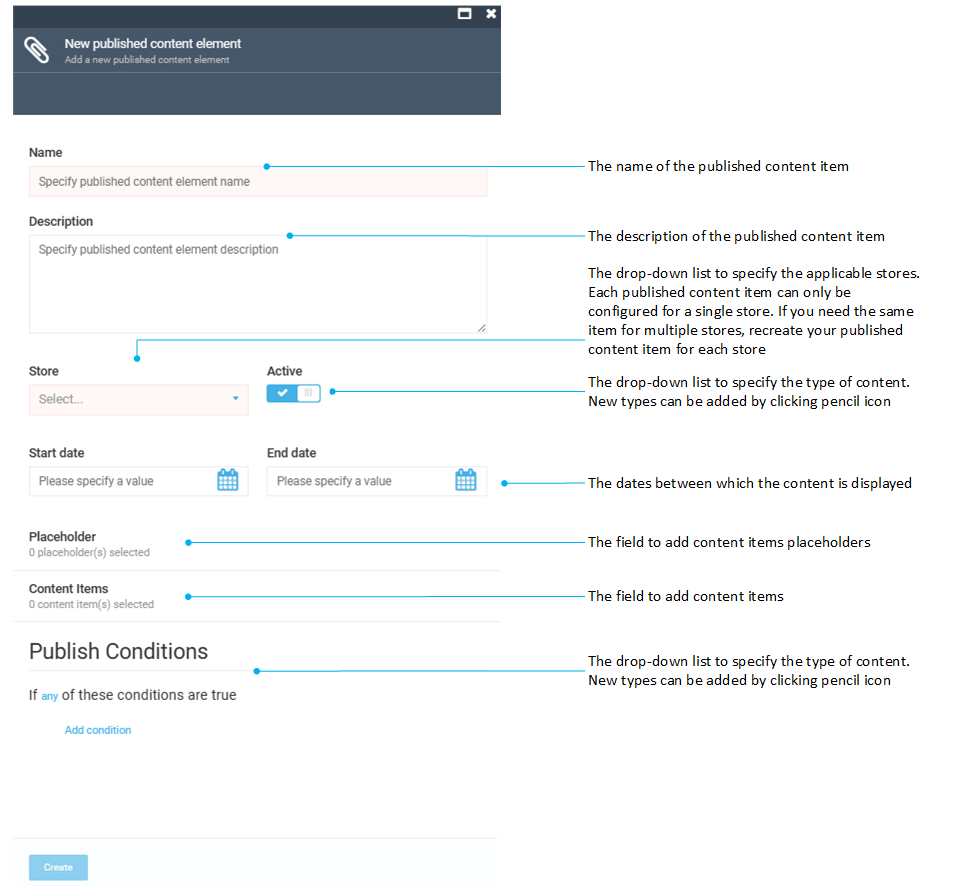 New published content element
Add a new published content element
Name
Specify published content element name
The name of the published content item
Description
Specify published content element description
The description of the published content item
The drop-down list to specify the applicable stores.
Each published content item can only be
configured for a single store. If you need the same
item for multiple stores, recreate your published
content item for each store
Store
Select...
Active
The drop-down list to specify the type of content.
New types can be added by clicking pencil icon
Start date
Please specify a value
End date
Please specify a value
The dates between which the content is displayed
Placeholder
0 placeholder(s) selected
The field to add content items placeholders
Content Items
0 content item(s) selected
The field to add content items
Publish Conditions
The drop-down list to specify the type of content.
New types can be added by clicking pencil icon
If any of these conditions are true
Add condition
Create